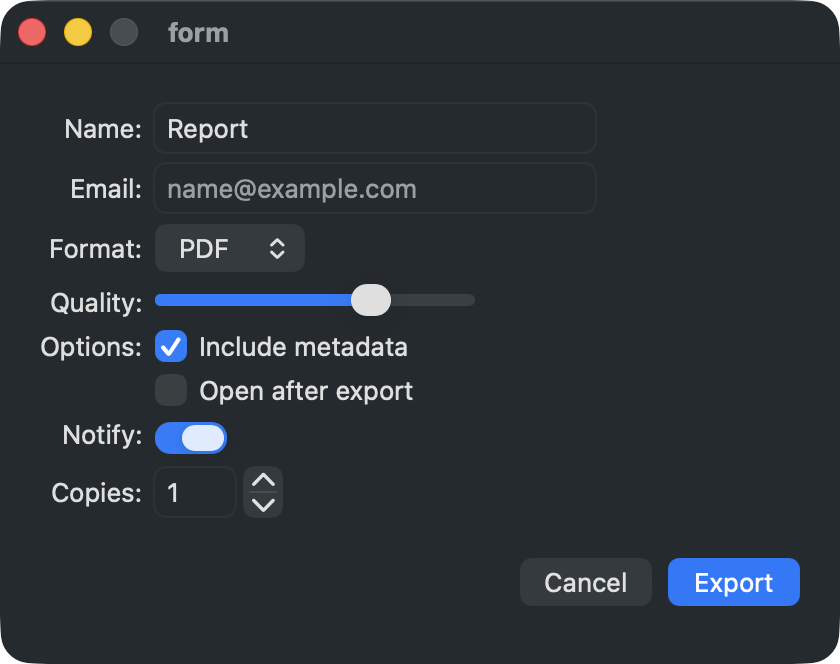 form
Name: Report
Email: name@example.com
Format: PDF
Quality:
Options: Include metadata
Open after export
Notify:
Copies: 1
Cancel Export